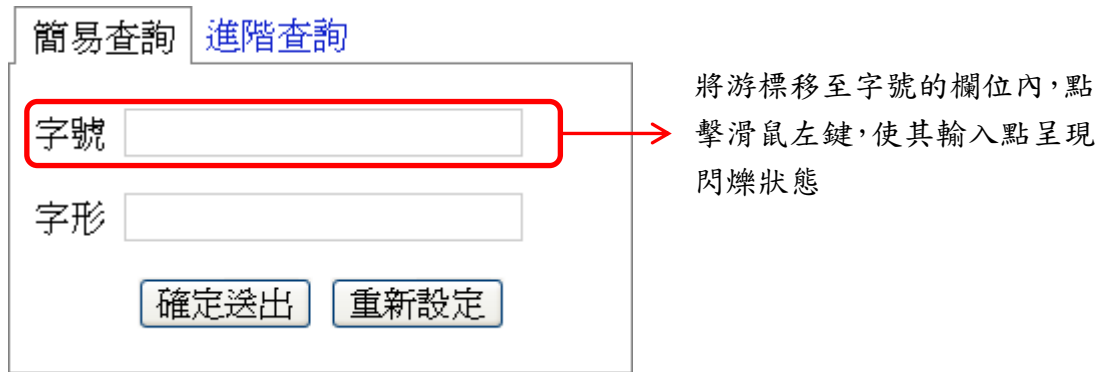 簡易查詢 進階查詢
字號
字形
確定送出 重新設定
將游標移至字號的欄位內，點
擊滑鼠左鍵，使其輸入點呈現
閃爍狀態